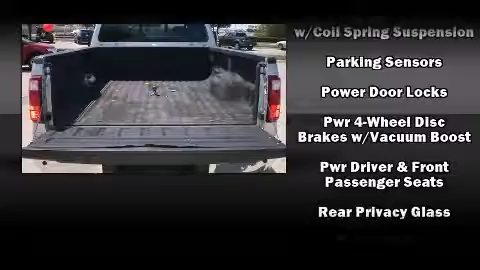 w/Coil Spring Suspension
Parking Sensors
Power Door Locks
Pwr 4-Wheel Disc
Brakes w/Vacuum Boost
Pwr Driver & Front
Passenger Seats
Rear Privacy Glass